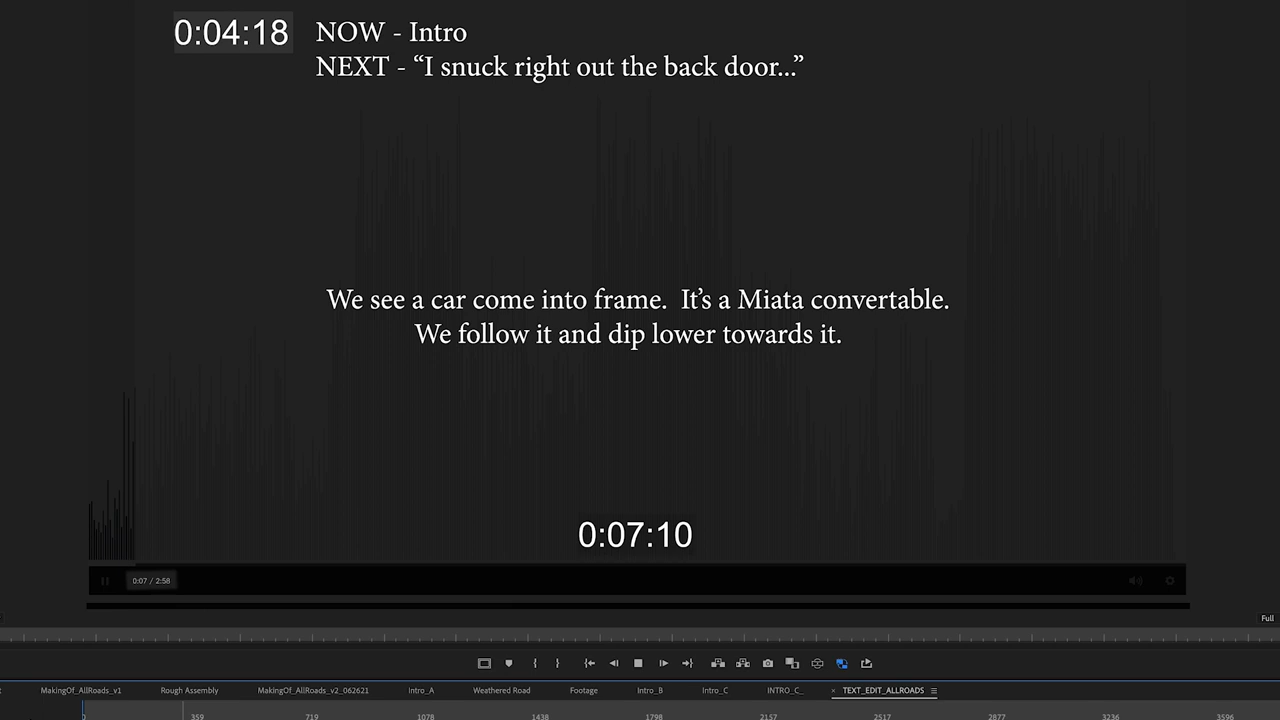 0:04:18
NOW - Intro
NEXT - “I snuck right out the back door...”
We see a car come into frame.  It’s a Miata convertable.
We follow it and dip lower towards it.
0:07:10
0:07 / 2:58
Full
MakingOf_AllRoads_v1 Rough Assembly MakingOf_AllRoads_v2_062621 Intro_A Weathered Road Footage Intro_B Intro_C INTRO_C_ × TEXT_EDIT_ALLROADS
0 359 719 1078 1438 1798 2157 2517 2877 3236 3596